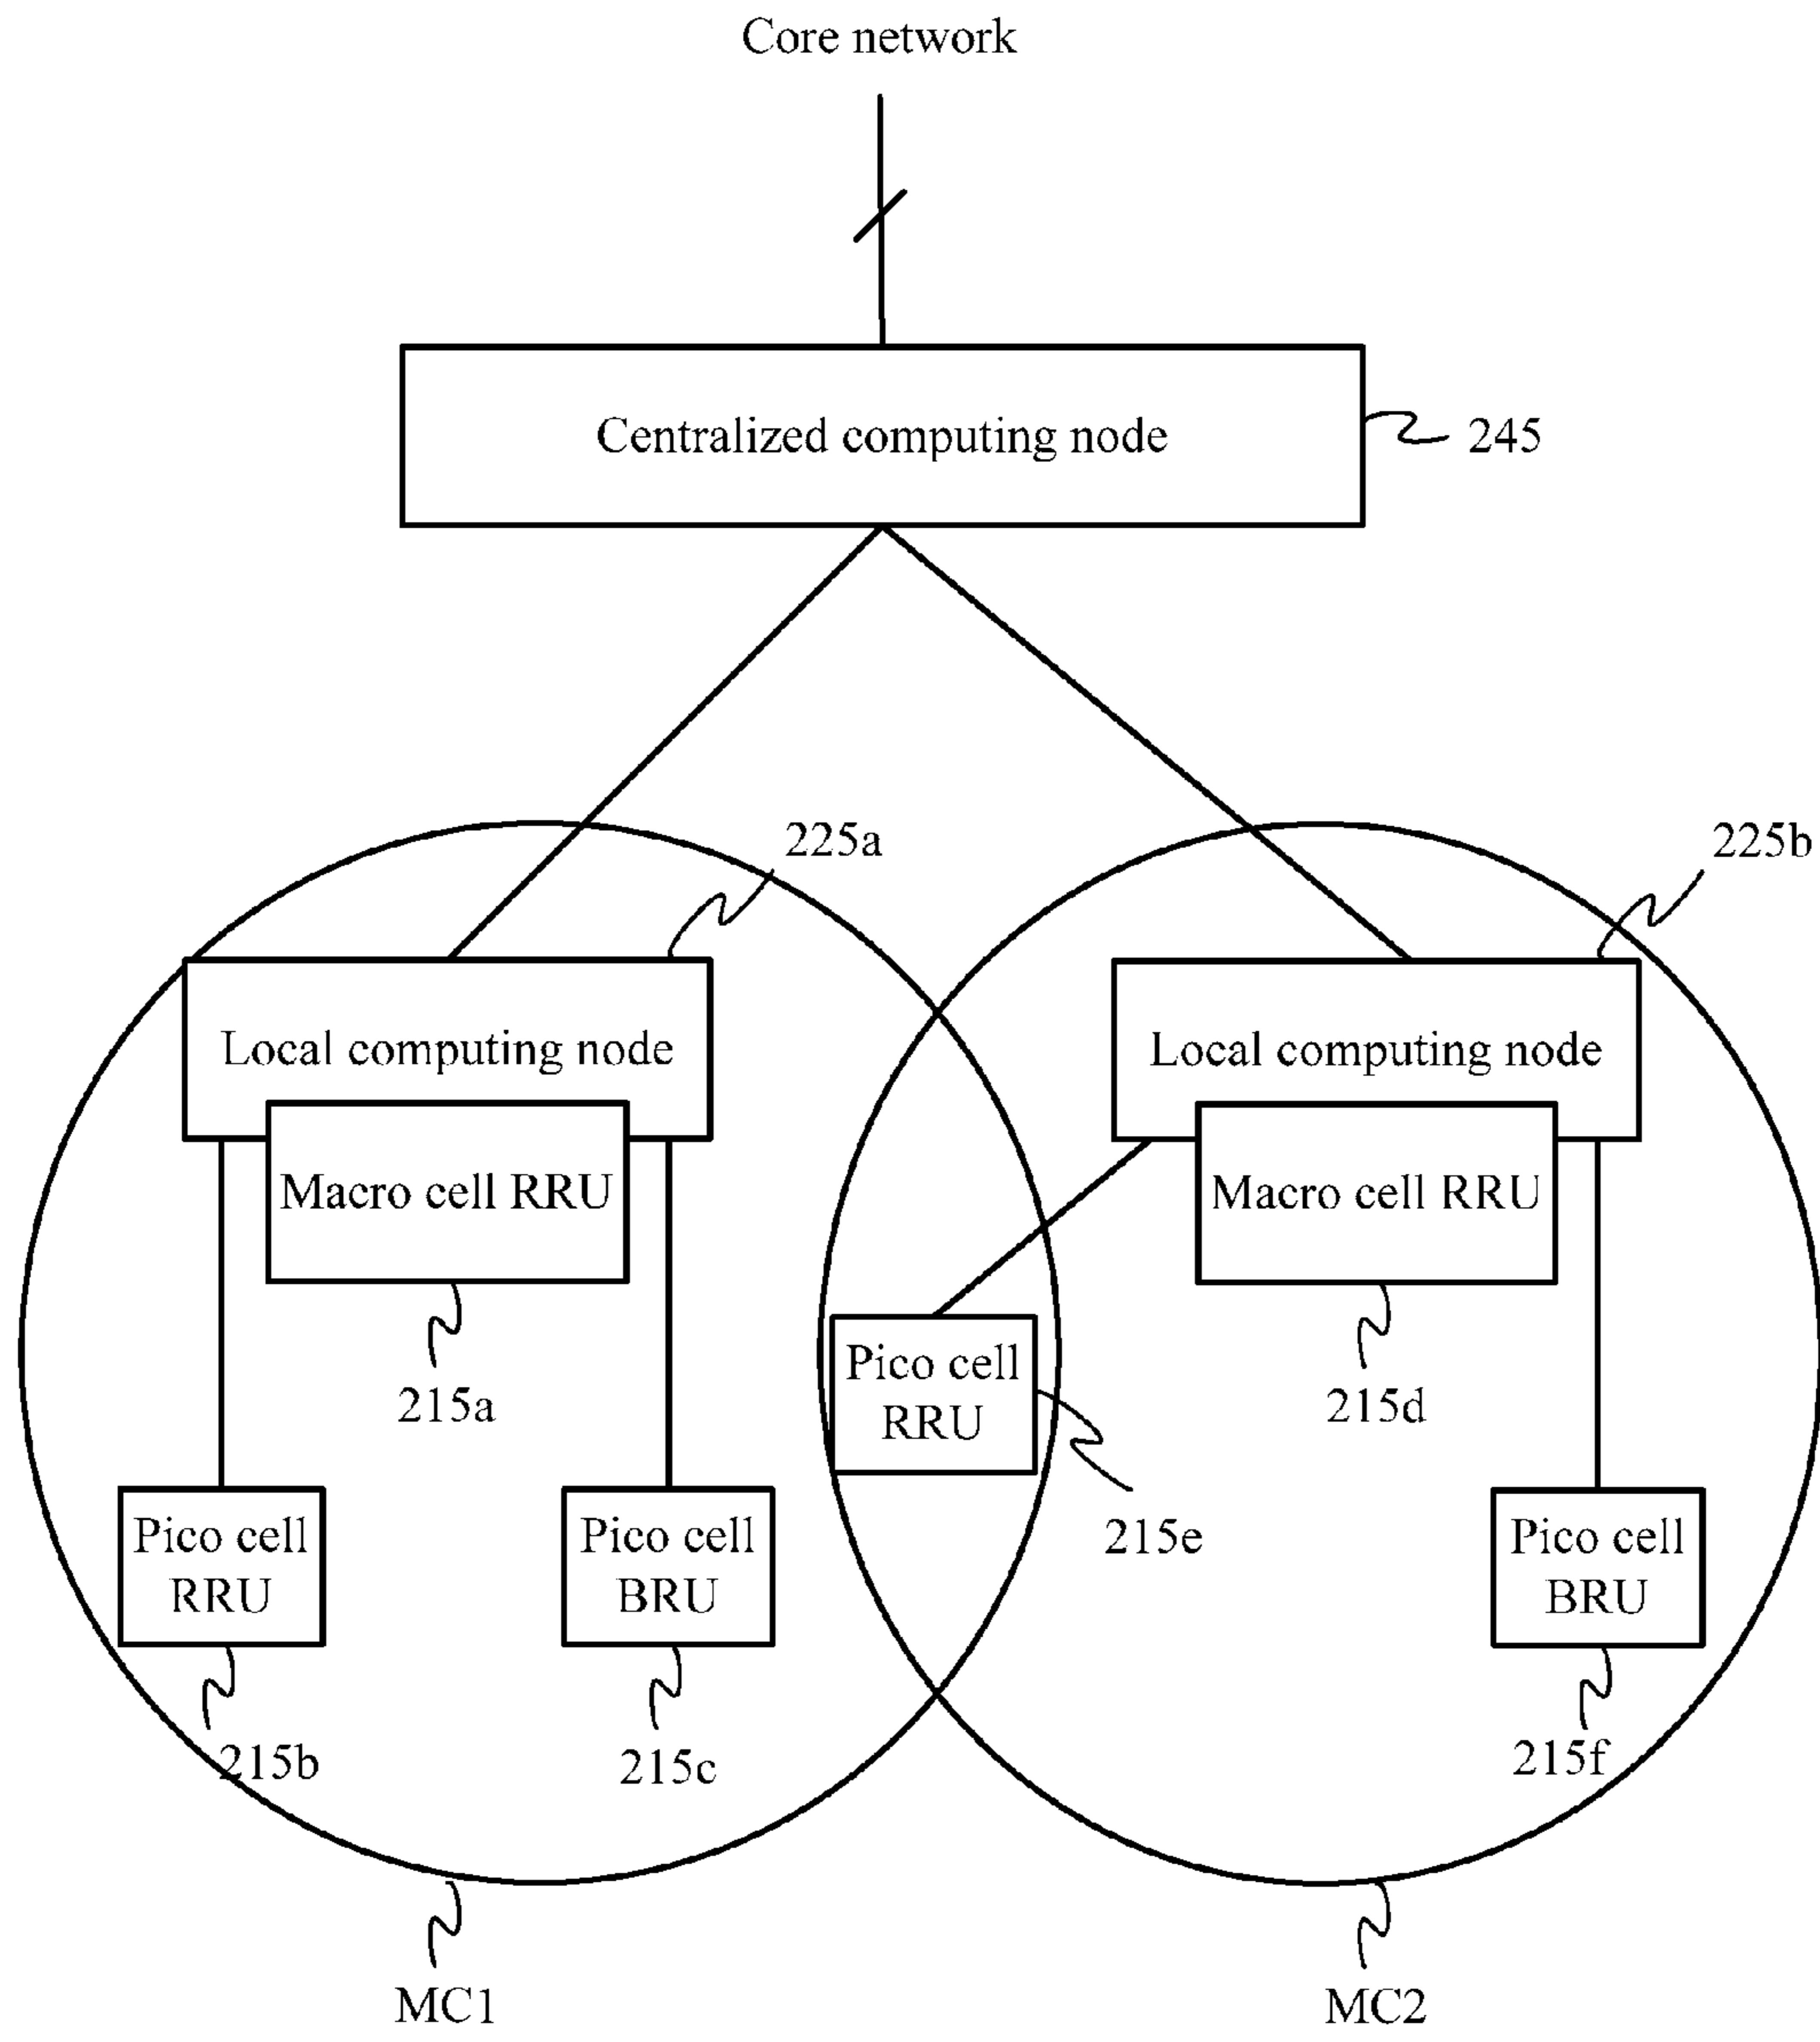 Core network
Centralized computing node
245
225a
225b
Local computing node
Local computing node
Macro cell RRU
Macro cell RRU
Pico cell
RRU
215a
215d
Pico cell
RRU
Pico cell
BRU
215e
Pico cell
BRU
215b
215c
215f
MC1
MC2